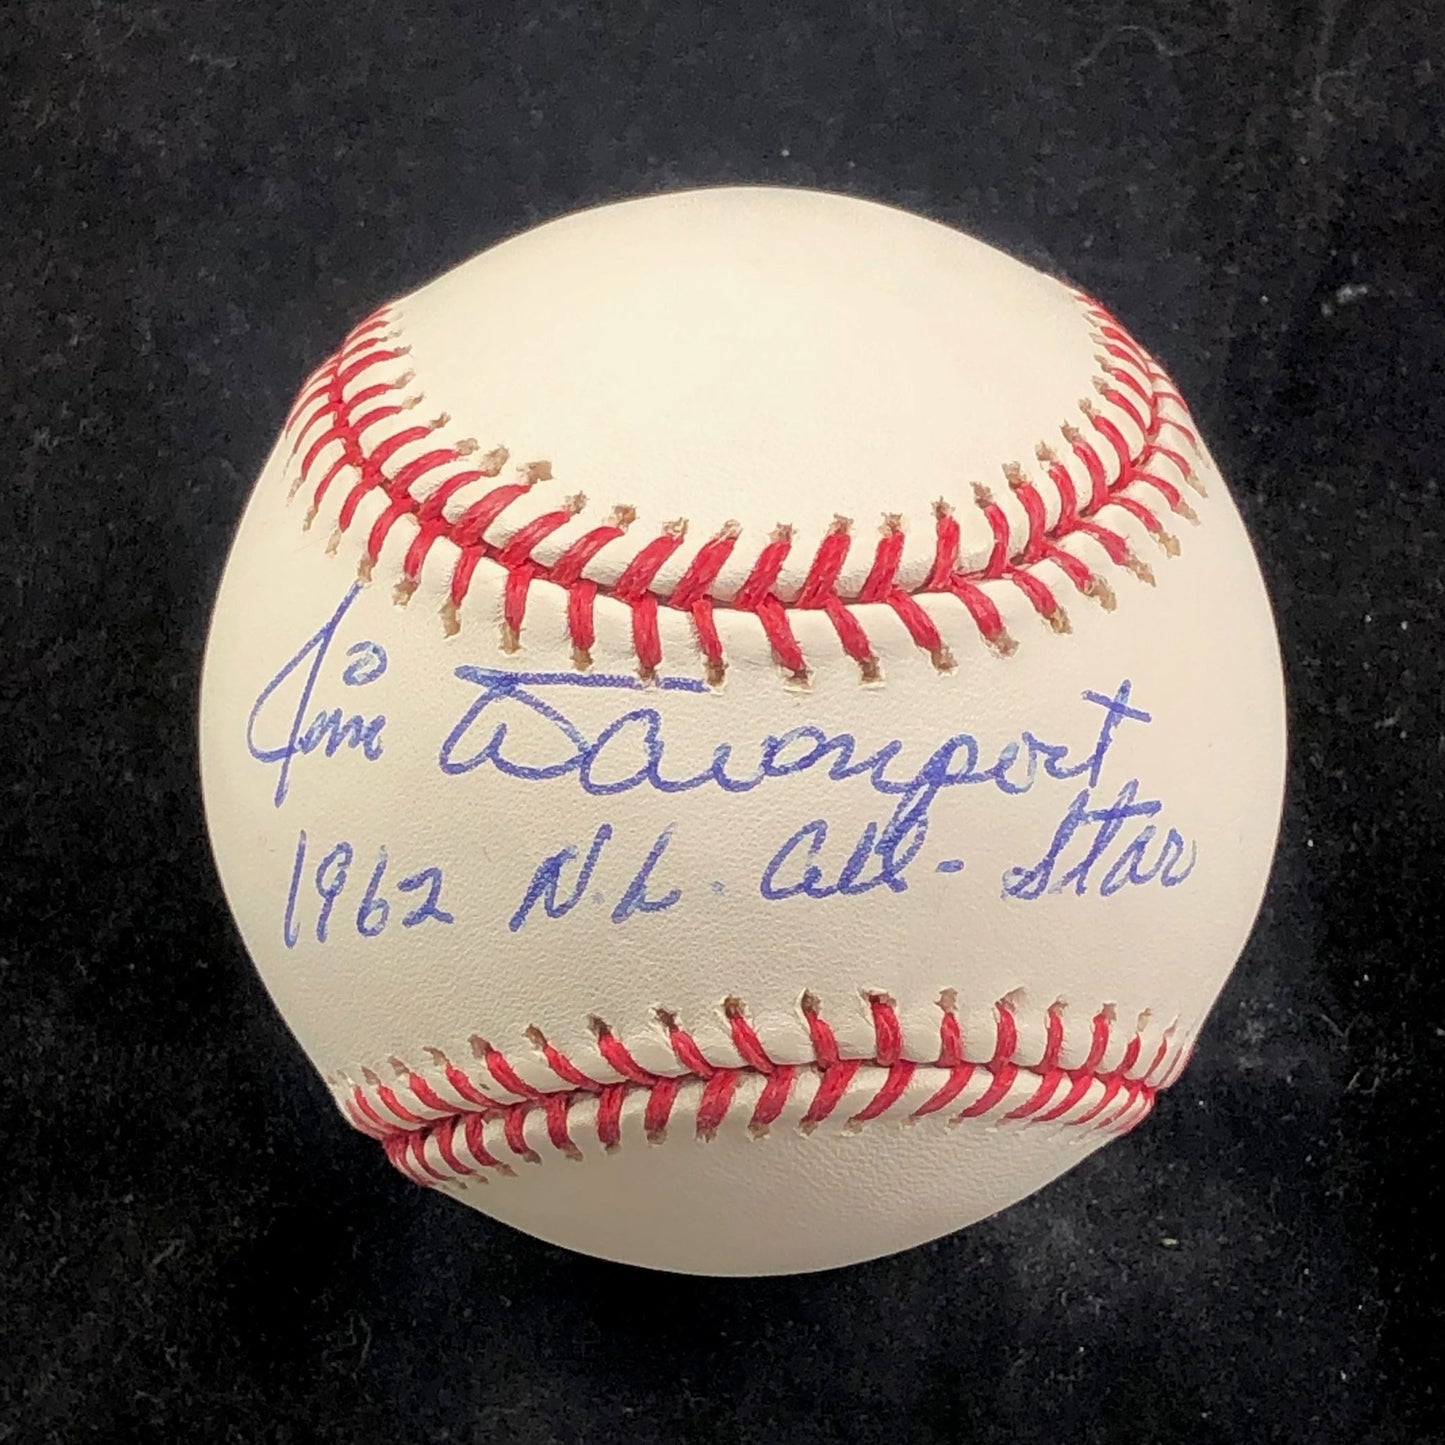 Jim Davenport
1962 N.L. All-Star